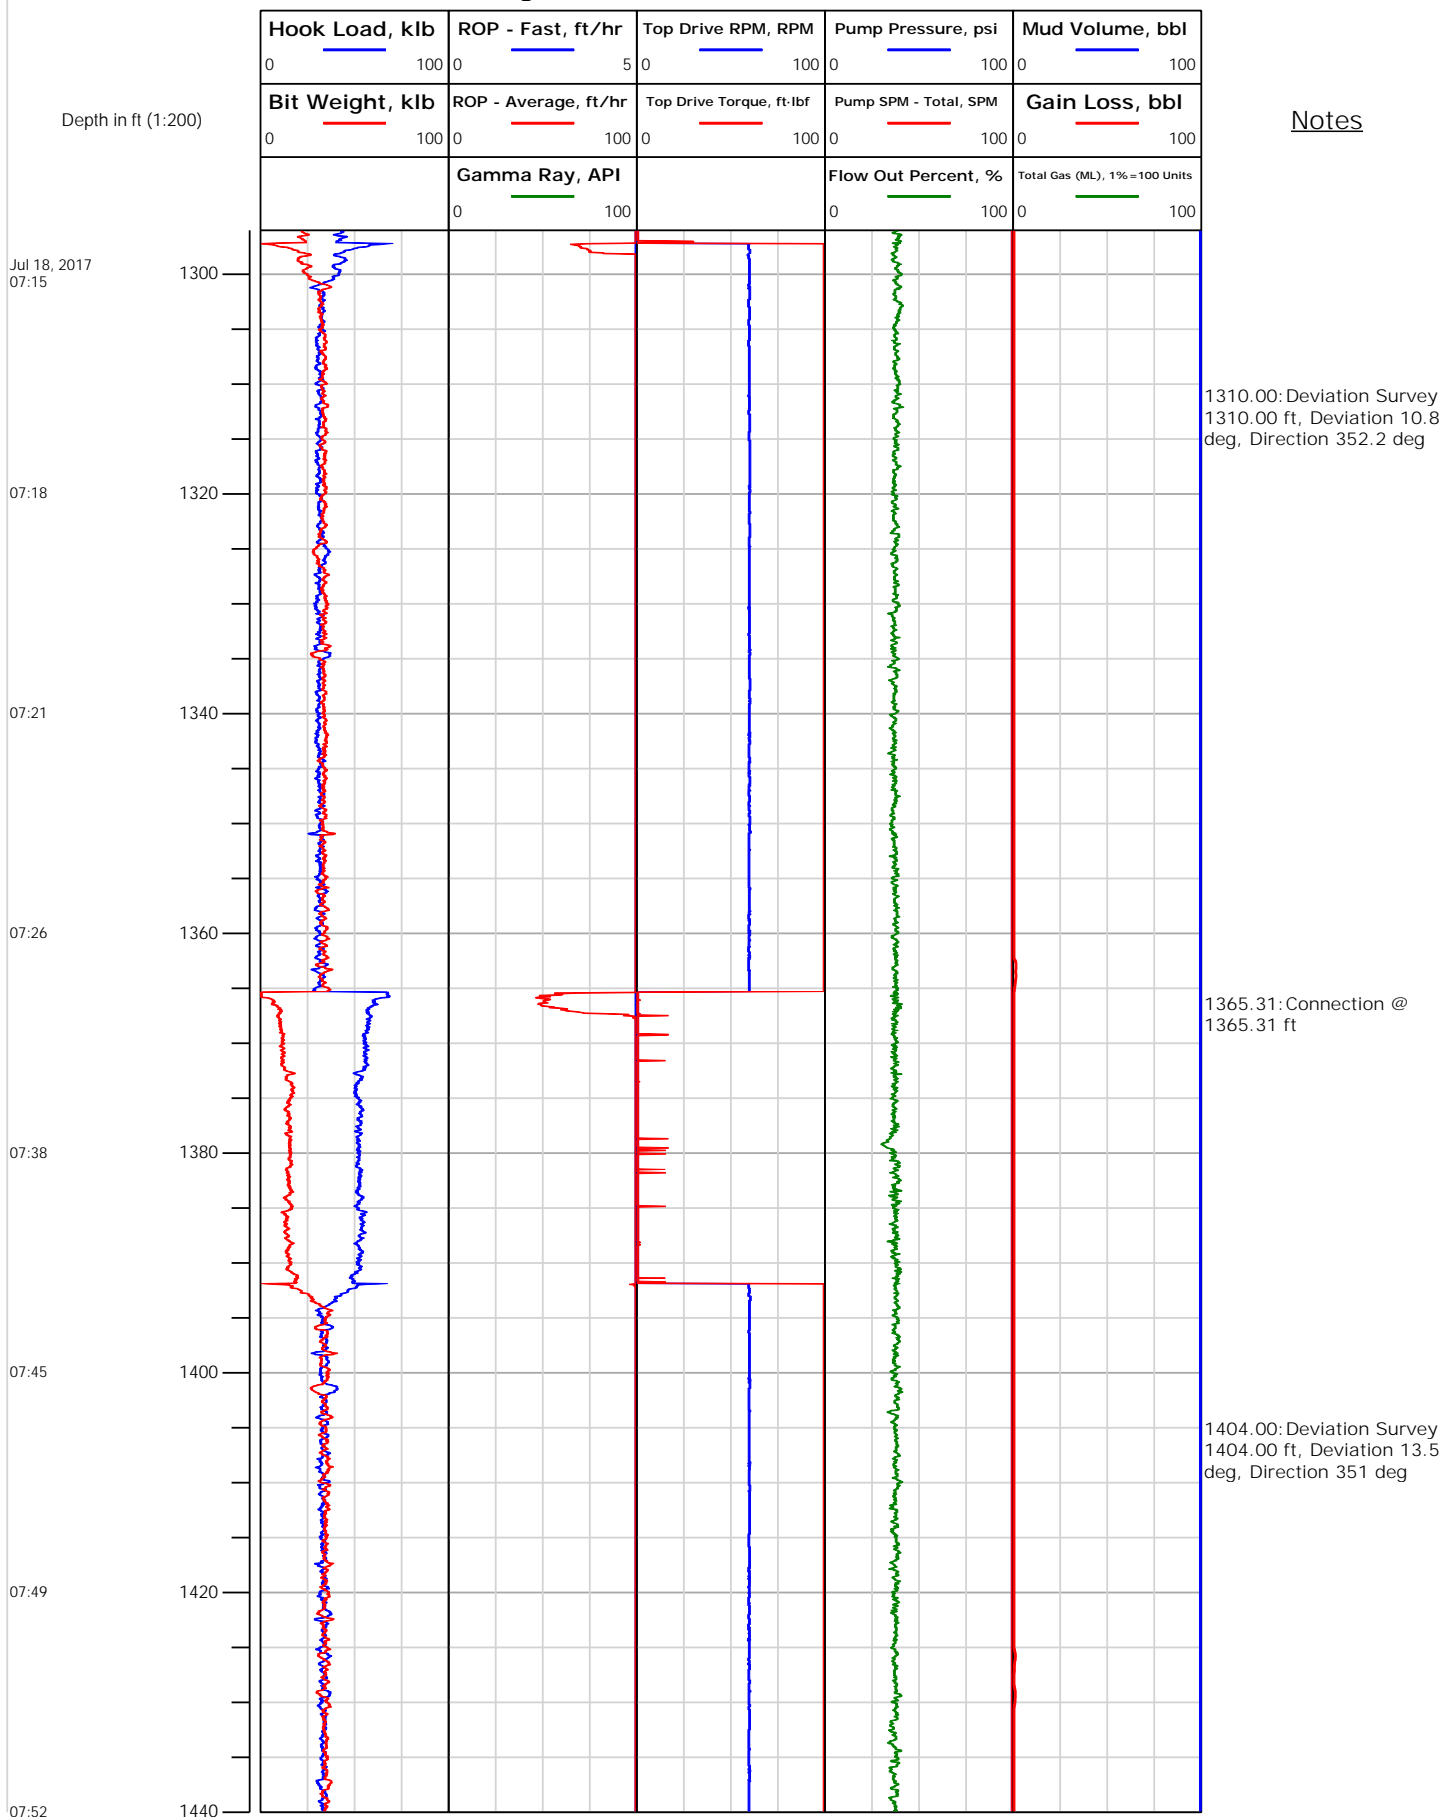 Hook Load, klb
0 100
ROP - Fast, ft/hr
0 5
Top Drive RPM, RPM
0 100
Pump Pressure, psi
0 100
Mud Volume, bbl
0 100
Depth in ft (1:200)
Bit Weight, klb
0 100
ROP - Average, ft/hr
0 100
Top Drive Torque, ft·lbf
0 100
Pump SPM - Total, SPM
0 100
Gain Loss, bbl
0 100
Notes
Gamma Ray, API
0 100
Flow Out Percent, %
0 100
Total Gas (ML), 1%=100 Units
0 100
Jul 18, 2017
07:15
1300
1310.00:Deviation Survey
1310.00 ft, Deviation 10.8
deg, Direction 352.2 deg
07:18 1320
07:21 1340
07:26 1360
1365.31:Connection @
1365.31 ft
07:38 1380
07:45 1400
1404.00:Deviation Survey
1404.00 ft, Deviation 13.5
deg, Direction 351 deg
07:49 1420
07:52 1440